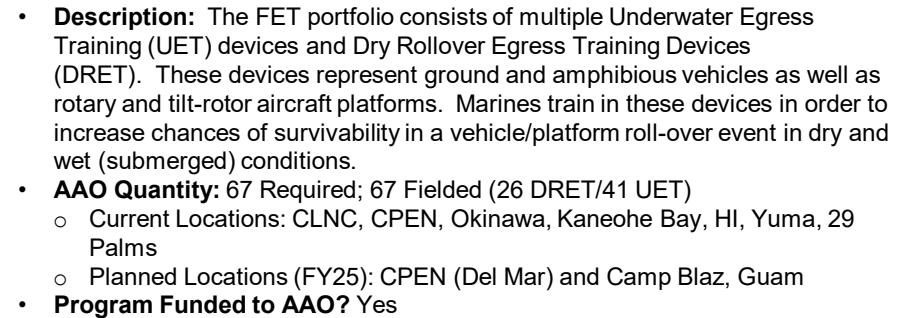 • Description: The FET portfolio consists of multiple Underwater Egress
Training (UET) devices and Dry Rollover Egress Training Devices
(DRET). These devices represent ground and amphibious vehicles as well as
rotary and tilt-rotor aircraft platforms. Marines train in these devices in order to
increase chances of survivability in a vehicle/platform roll-over event in dry and
wet (submerged) conditions.
• AAO Quantity: 67 Required; 67 Fielded (26 DRET/41 UET)
o Current Locations: CLNC, CPEN, Okinawa, Kaneohe Bay, HI, Yuma, 29
Palms
o Planned Locations (FY25): CPEN (Del Mar) and Camp Blaz, Guam
• Program Funded to AAO? Yes